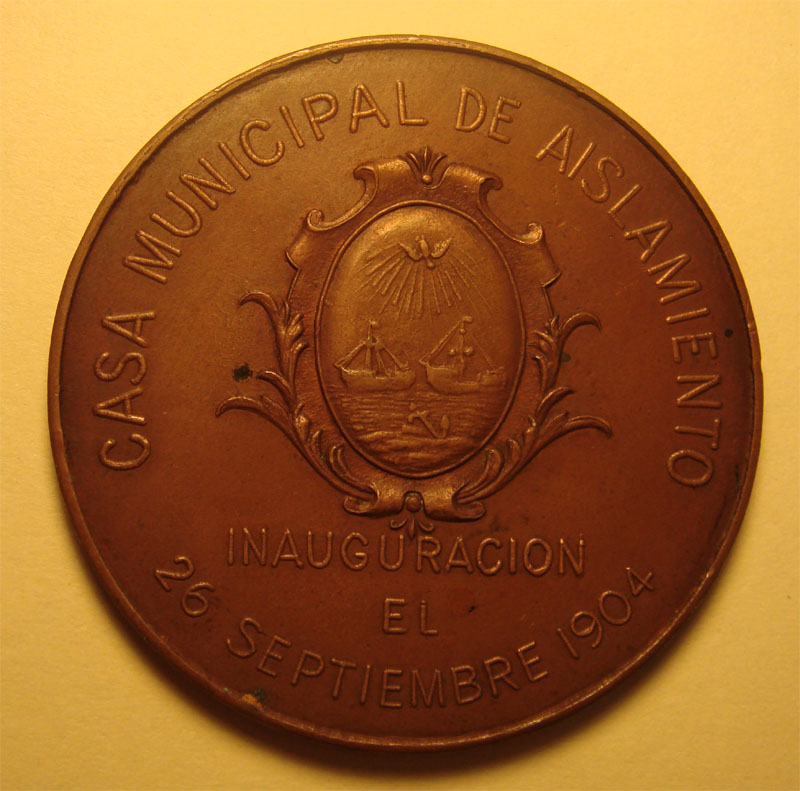 CASA MUNICIPAL DE AISLAMIENTO
INAUGURACION
EL
26 SEPTIEMBRE 1904